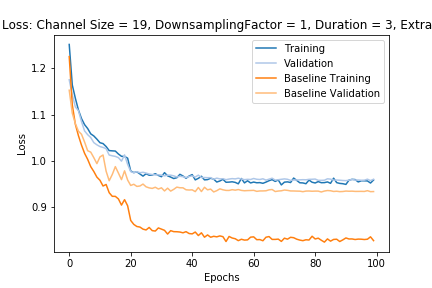 Loss: Channel Size = 19, DownsamplingFactor = 1, Duration = 3, Extra
Training
Validation
Baseline Training
Baseline Validation
1.2
1.1
1.0
0.9
Loss
0
20
40
60
80
100
Epochs